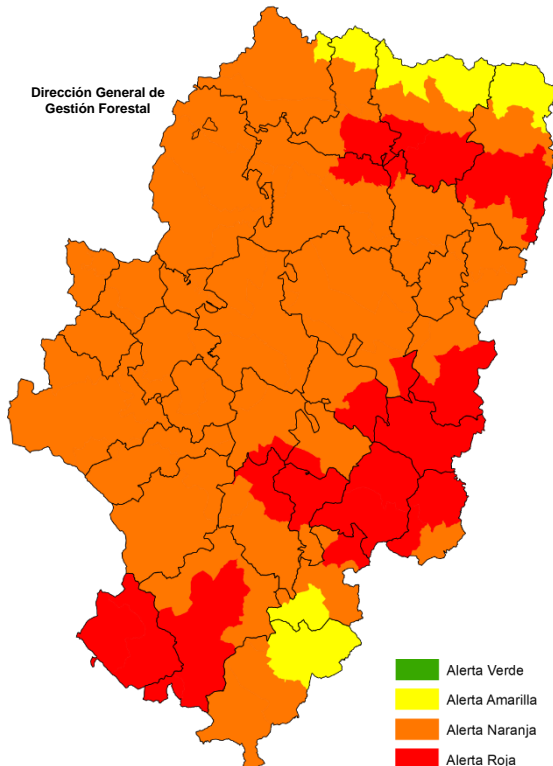 Dirección General de
Gestión Forestal
Alerta Verde
Alerta Amarilla
Alerta Naranja
Alerta Roja